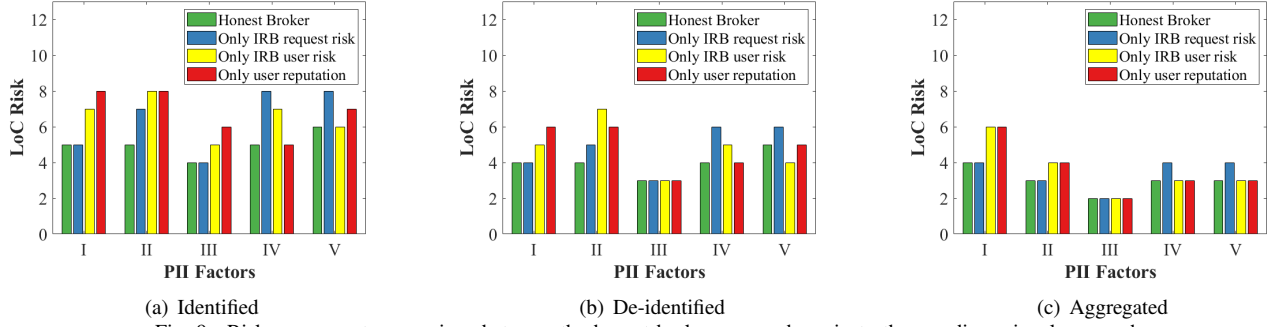 12
10
8
6
4
2
0
LoC Risk
Honest Broker
Only IRB request risk
Only IRB user risk
Only user reputation
I II III IV V
PII Factors
(a) Identified
12
10
8
6
4
2
0
LoC Risk
Honest Broker
Only IRB request risk
Only IRB user risk
Only user reputation
I II III IV V
PII Factors
(b) De-identified
12
10
8
6
4
2
0
LoC Risk
Honest Broker
Only IRB request risk
Only IRB user risk
Only user reputation
I II III IV V
PII Factors
(c) Aggregated